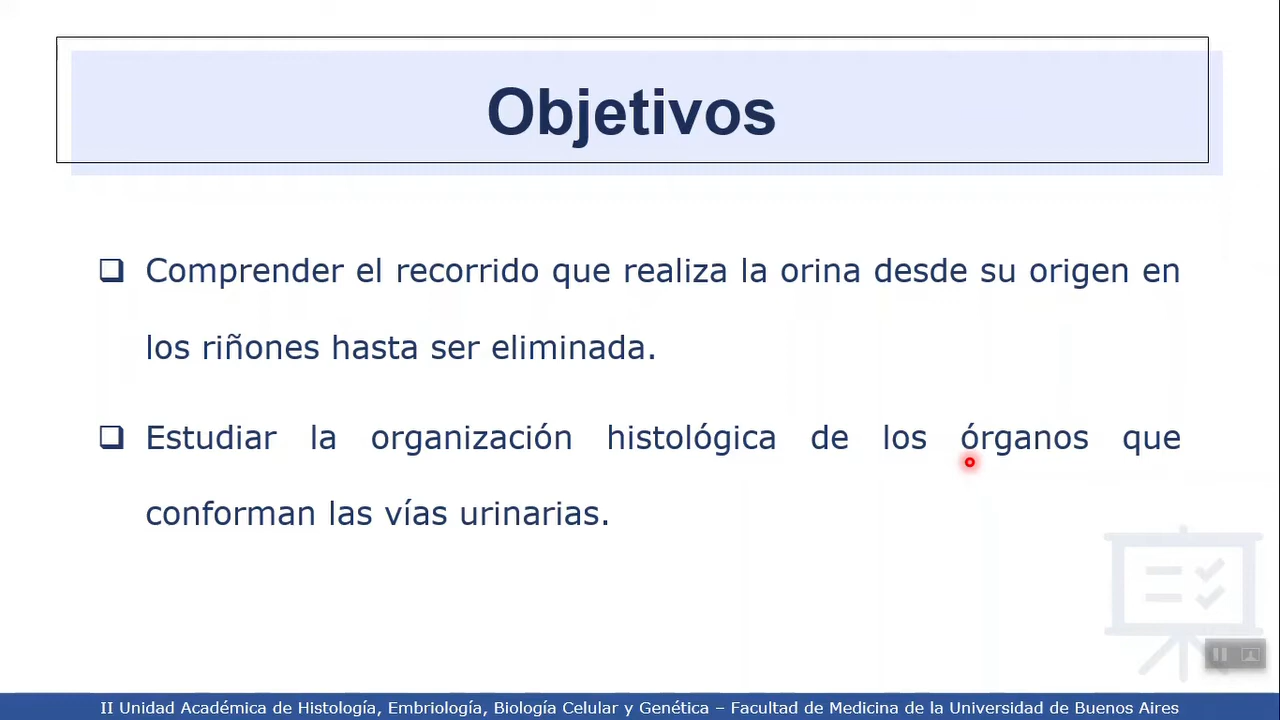 Objetivos
❑ Comprender el recorrido que realiza la orina desde su origen en
los riñones hasta ser eliminada.
❑ Estudiar la organización histológica de los órganos que
conforman las vías urinarias.
II Unidad Académica de Histología, Embriología, Biología Celular y Genética – Facultad de Medicina de la Universidad de Buenos Aires